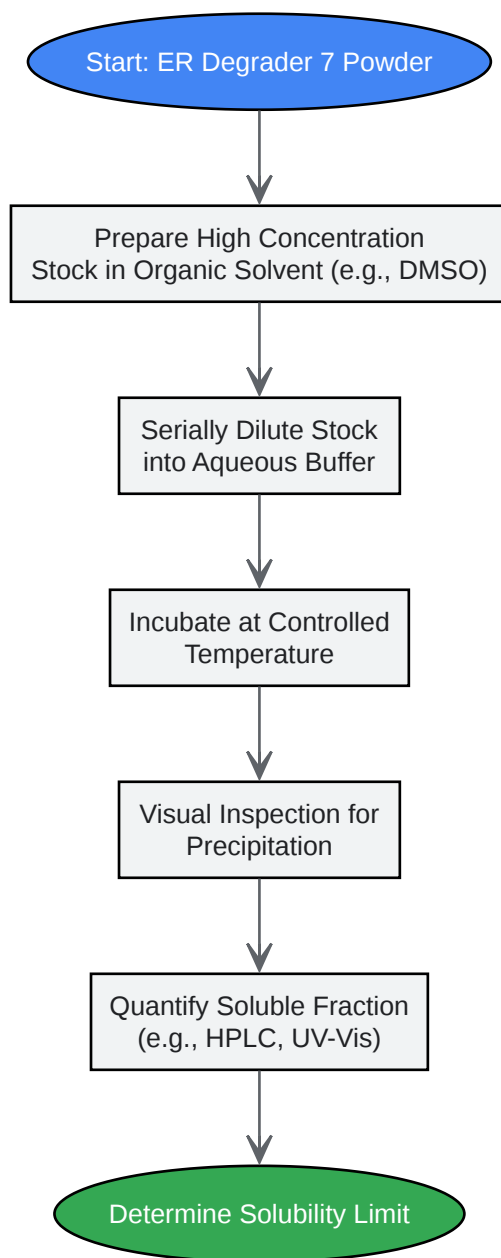 Start: ER Degrader 7 Powder
Prepare High Concentration
Stock in Organic Solvent (e.g., DMSO)
Serially Dilute Stock
into Aqueous Buffer
Incubate at Controlled
Temperature
Visual Inspection for
Precipitation
Quantify Soluble Fraction
(e.g., HPLC, UV-Vis)
Determine Solubility Limit